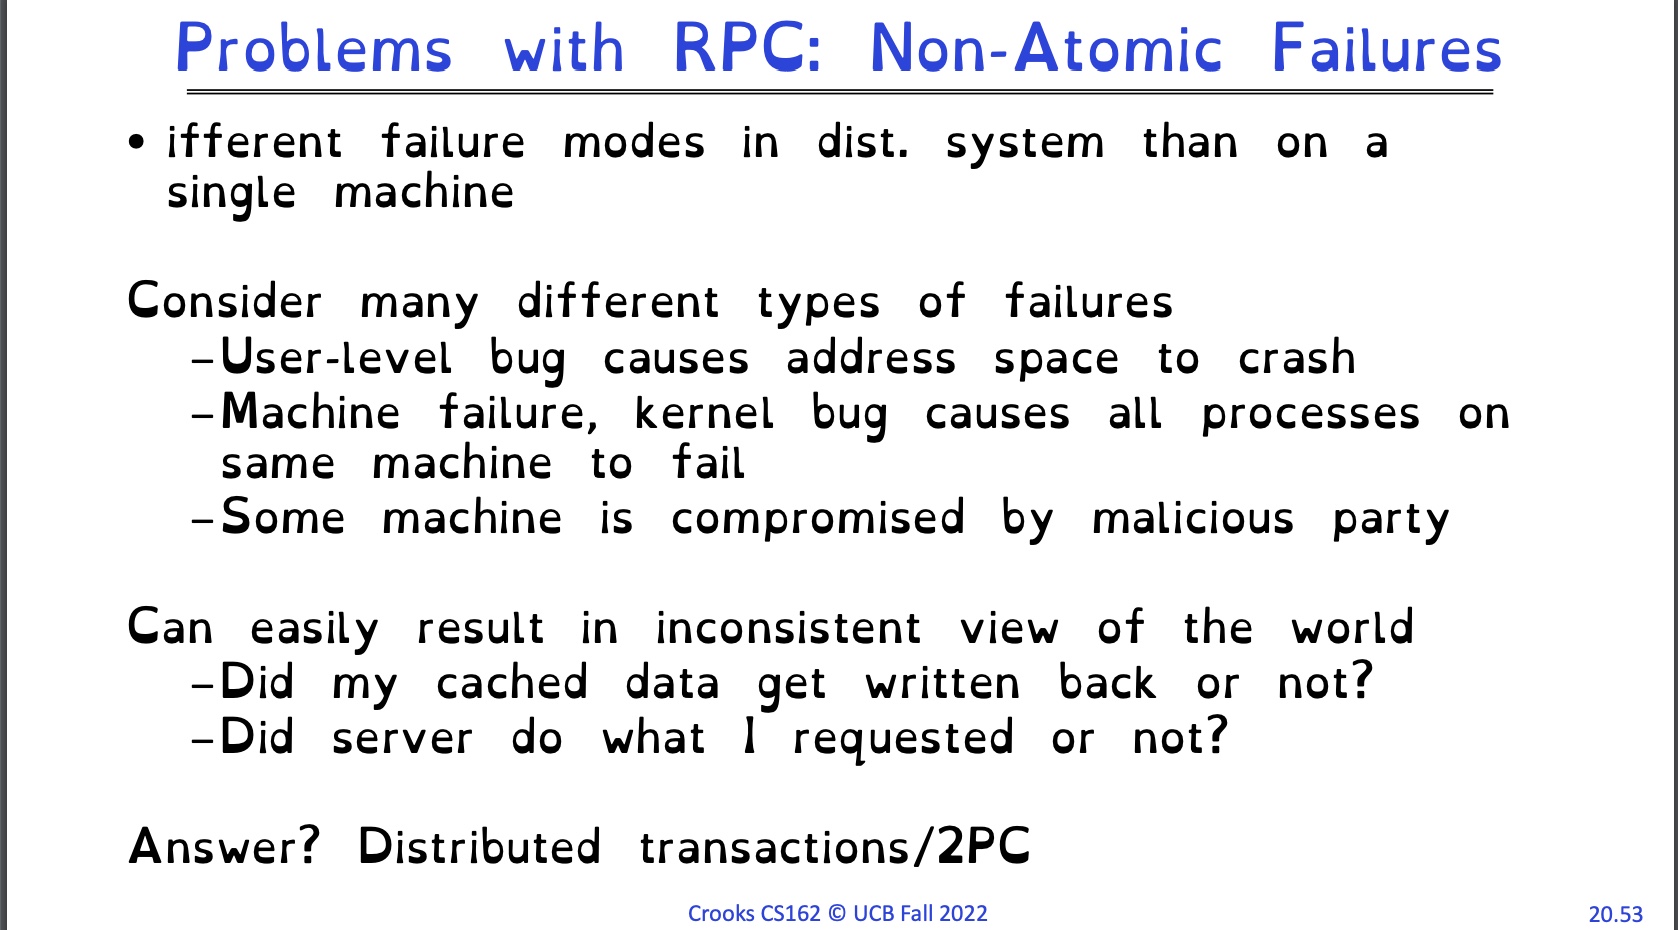 Problems with RPC: Non-Atomic Failures
• ifferent failure modes in dist. system than on a
single machine
Consider many different types of failures
–User-level bug causes address space to crash
–Machine failure, kernel bug causes all processes on
same machine to fail
–Some machine is compromised by malicious party
Can easily result in inconsistent view of the world
–Did my cached data get written back or not?
–Did server do what I requested or not?
Answer? Distributed transactions/2PC
Crooks CS162 © UCB Fall 2022
20.53